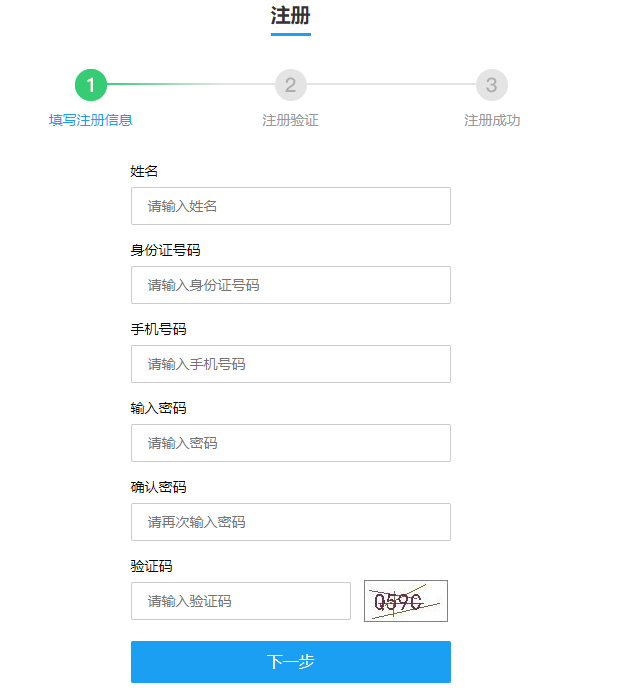 注册
1 2 3
填写注册信息 注册验证 注册成功
姓名
请输入姓名
身份证号码
请输入身份证号码
手机号码
请输入手机号码
输入密码
请输入密码
确认密码
请再次输入密码
验证码
请输入验证码
下一步